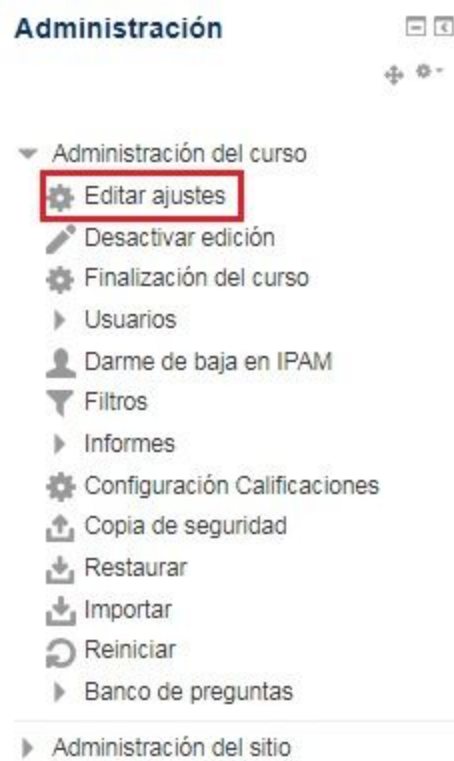 Administración
Administración del curso
Editar ajustes
Desactivar edición
Finalización del curso
Usuarios
Darme de baja en IPAM
Filtros
Informes
Configuración Calificaciones
Copia de seguridad
Restaurar
Importar
Reiniciar
Banco de preguntas
Administración del sitio